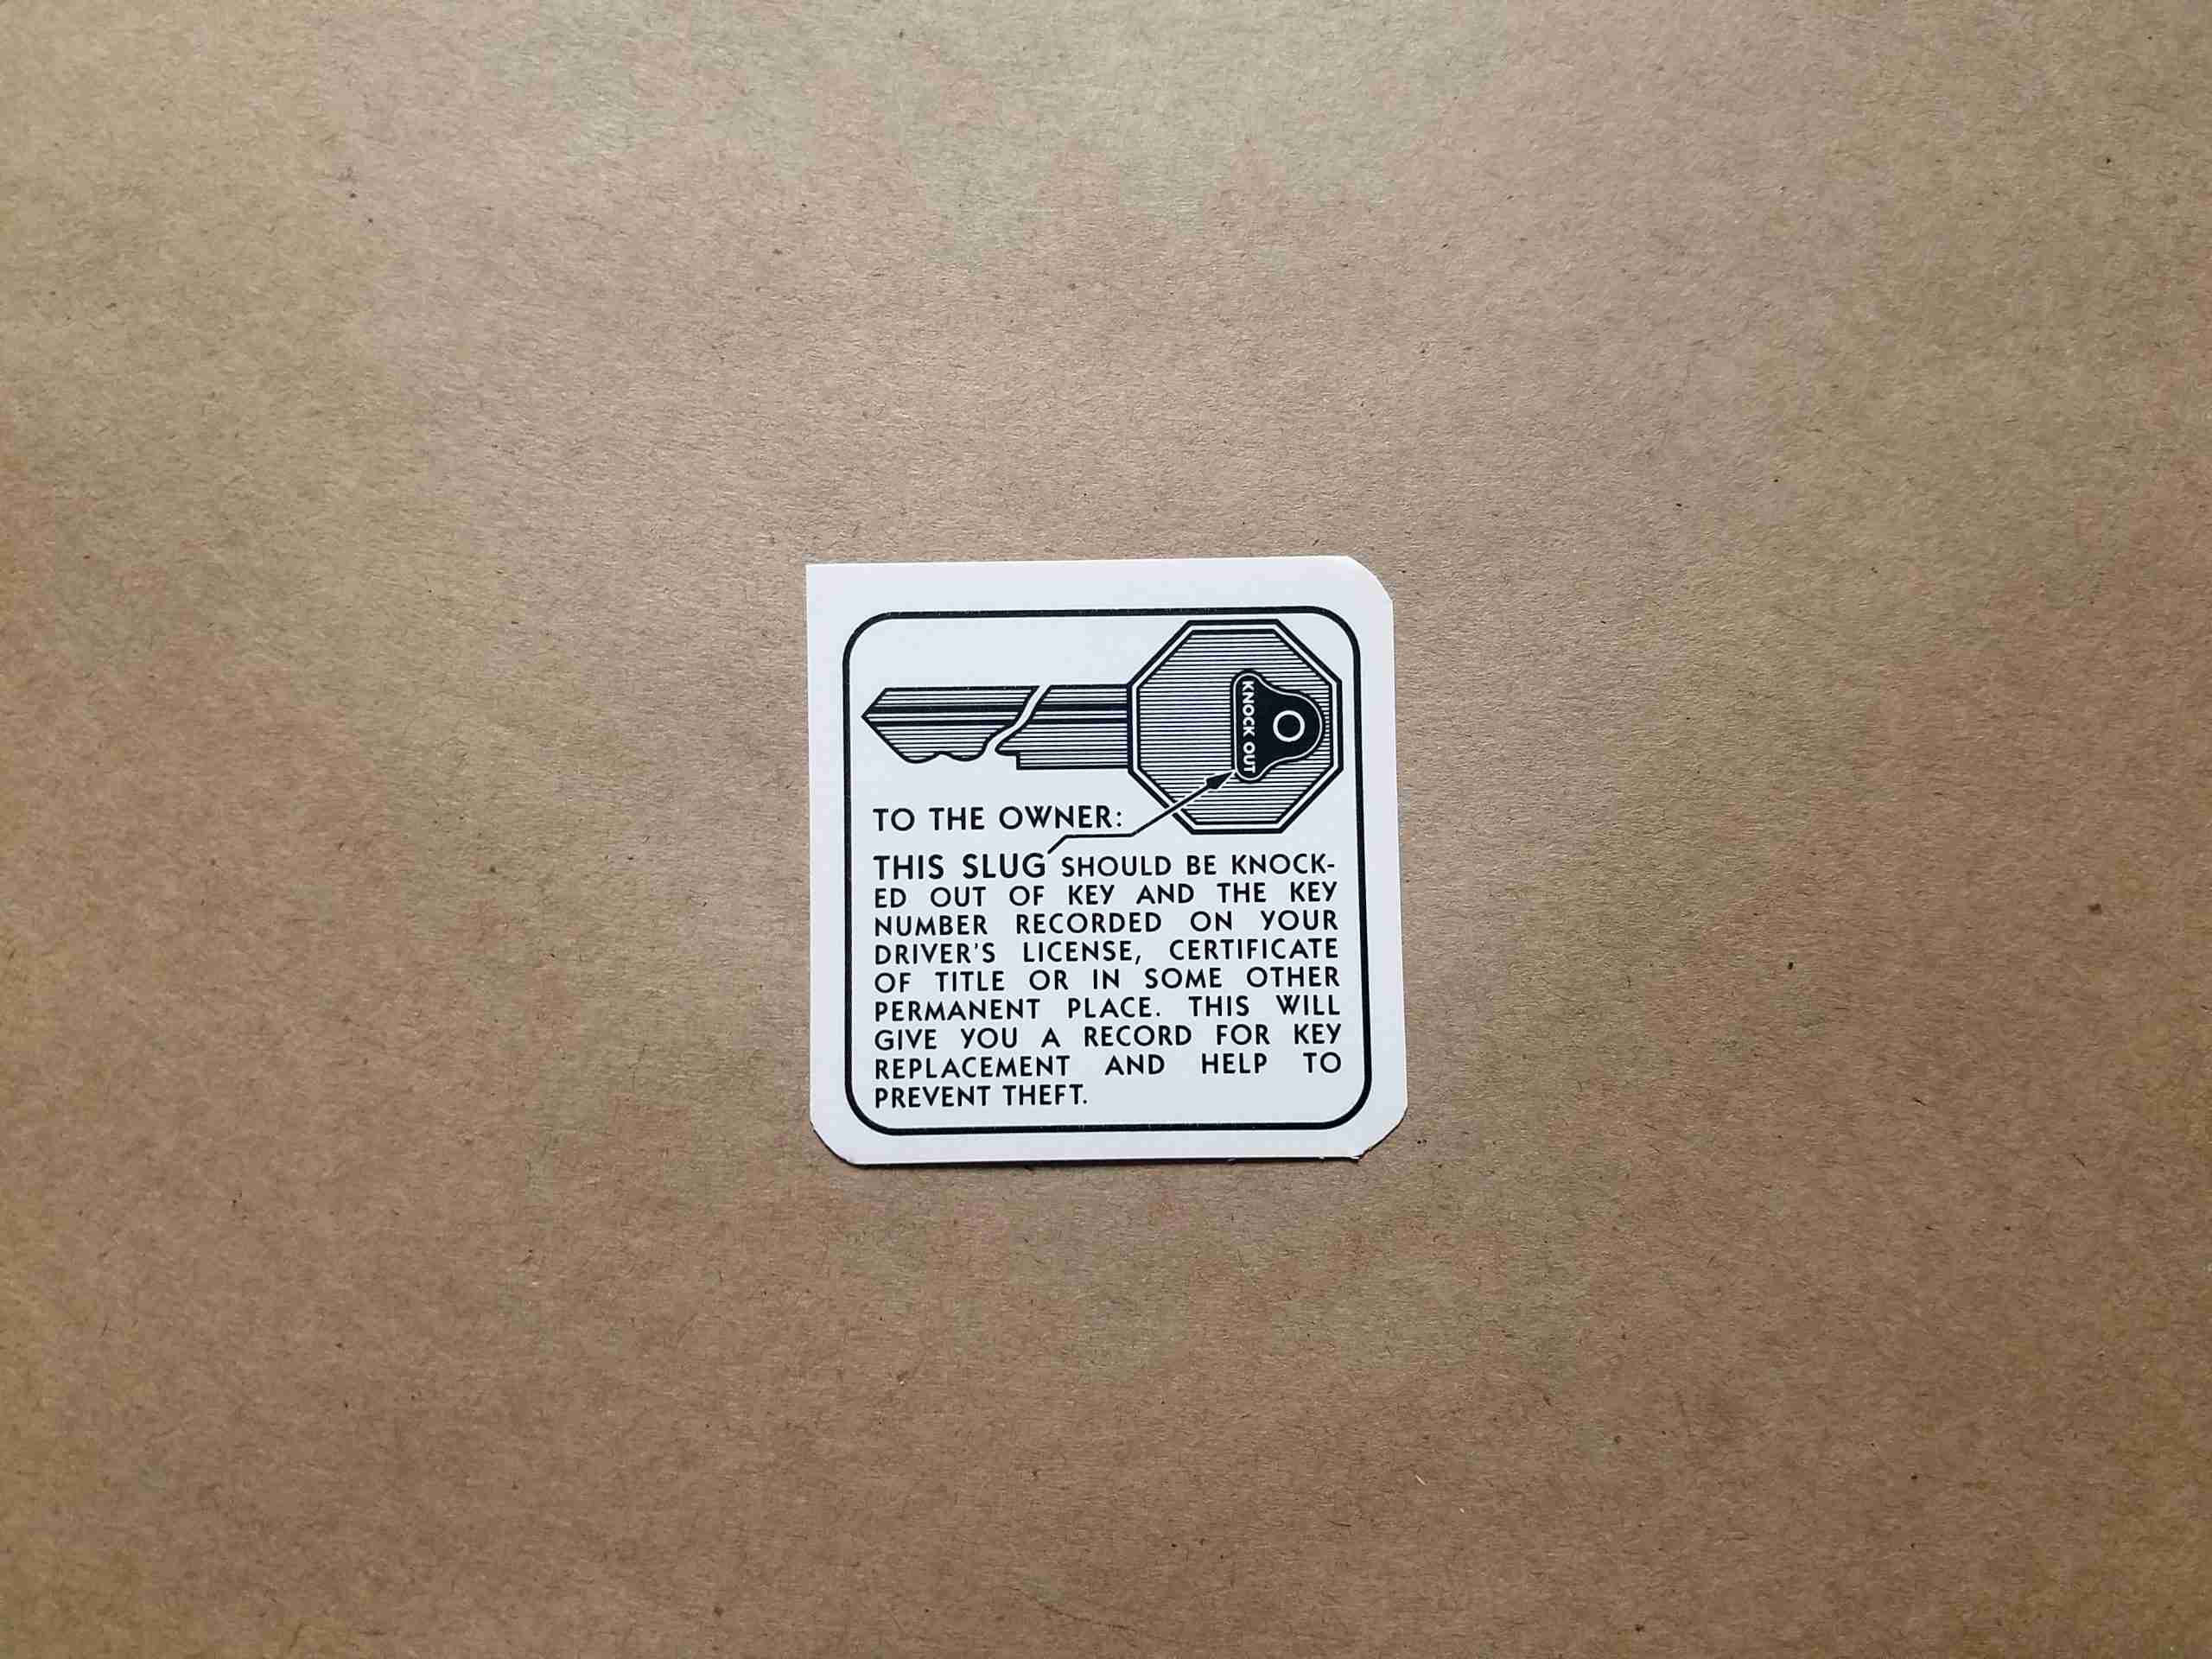 KNOCK OUT
TO THE OWNER:
THIS SLUG SHOULD BE KNOCK-
ED OUT OF KEY AND THE KEY
NUMBER RECORDED ON YOUR
DRIVER'S LICENSE, CERTIFICATE
OF TITLE OR IN SOME OTHER
PERMANENT PLACE. THIS WILL
GIVE YOU A RECORD FOR KEY
REPLACEMENT AND HELP TO
PREVENT THEFT.